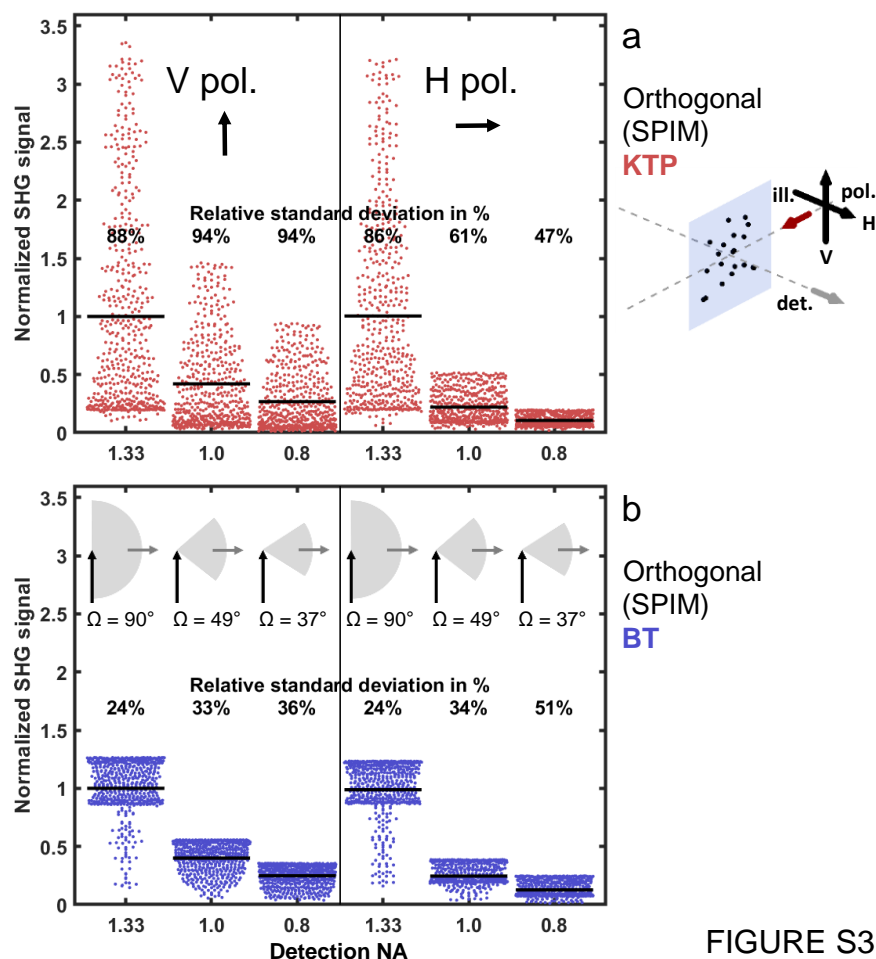 a
Orthogonal
(SPIM)
KTP
ill.
pol.
H
V
det.
Normalized SHG signal
3.5
3
2.5
2
1.5
1
0.5
0
V pol.
H pol.
Relative standard deviation in %
88% 94% 94% 86% 61% 47%
1.33 1.0 0.8 1.33 1.0 0.8
b
Orthogonal
(SPIM)
BT
Normalized SHG signal
3.5
3
2.5
2
1.5
1
0.5
0
Ω = 90° Ω = 49° Ω = 37° Ω = 90° Ω = 49° Ω = 37°
Relative standard deviation in %
24% 33% 36% 24% 34% 51%
1.33 1.0 0.8 1.33 1.0 0.8
Detection NA
FIGURE S3